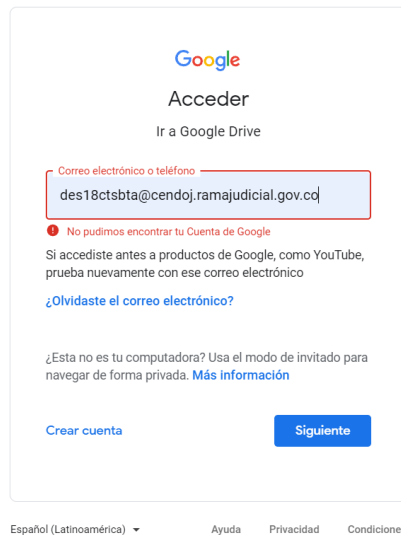 Google
Acceder
Ir a Google Drive
Correo electrónico o teléfono
des18ctsbta@cendoj.ramajudicial.gov.co
No pudimos encontrar tu Cuenta de Google
Si accediste antes a productos de Google, como YouTube,
prueba nuevamente con ese correo electrónico
¿Olvidaste el correo electrónico?
¿Esta no es tu computadora? Usa el modo de invitado para
navegar de forma privada. Más información
Crear cuenta Siguiente
Español (Latinoamérica) Ayuda Privacidad Condicione